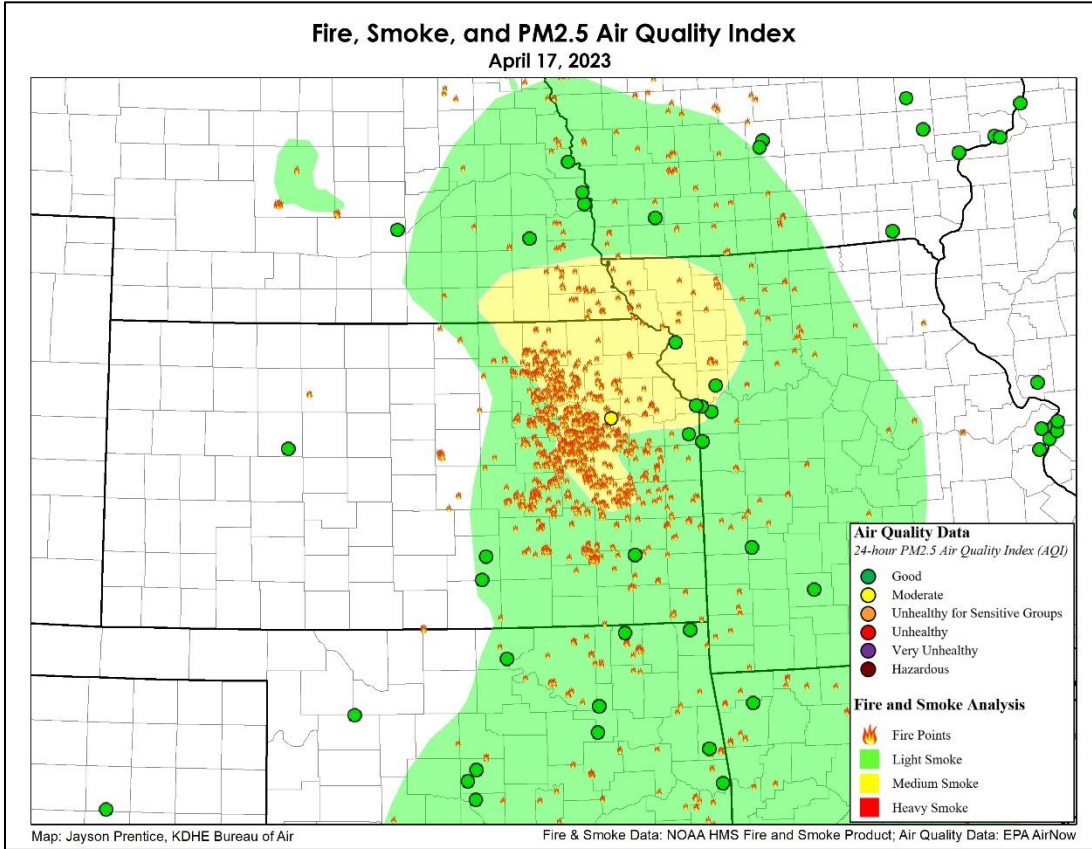 Fire, Smoke, and PM2.5 Air Quality Index
April 17, 2023
Air Quality Data
24-hour PM2.5 Air Quality Index (AQI)
Good
Moderate
Unhealthy for Sensitive Groups
Unhealthy
Very Unhealthy
Hazardous
Fire and Smoke Analysis
Fire Points
Light Smoke
Medium Smoke
Heavy Smoke
Map: Jayson Prentice, KDHE Bureau of Air
Fire & Smoke Data: NOAA HMS Fire and Smoke Product; Air Quality Data: EPA AirNow